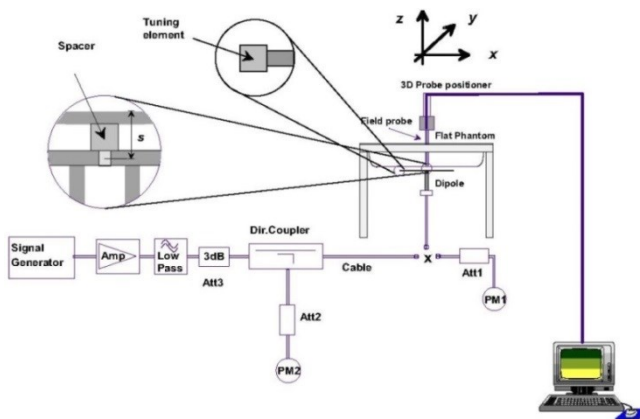 Tuning
element
Spacer
s
z
y
x
3D Probe positioner
Field probe
Flat Phantom
Dipole
Signal
Generator
Amp
Low
Pass
3dB
Att3
Dir.Coupler
Cable
x
Att1
PM1
Att2
PM2